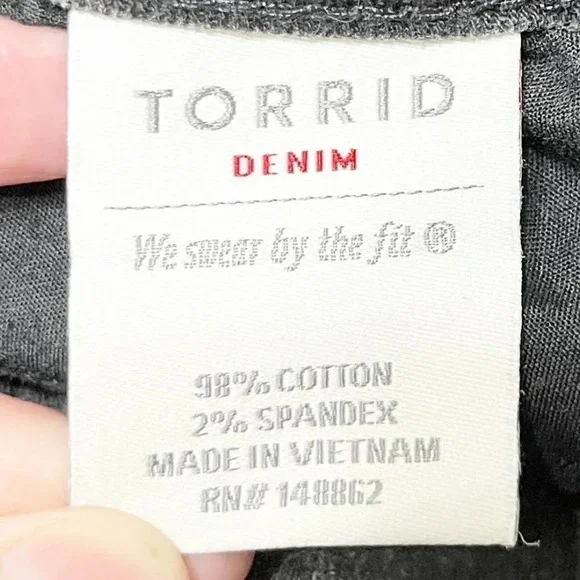 TORRID
DENIM
We swear by the fit ®
98% COTTON
2% SPANDEX
MADE IN VIETNAM
RN# 148862